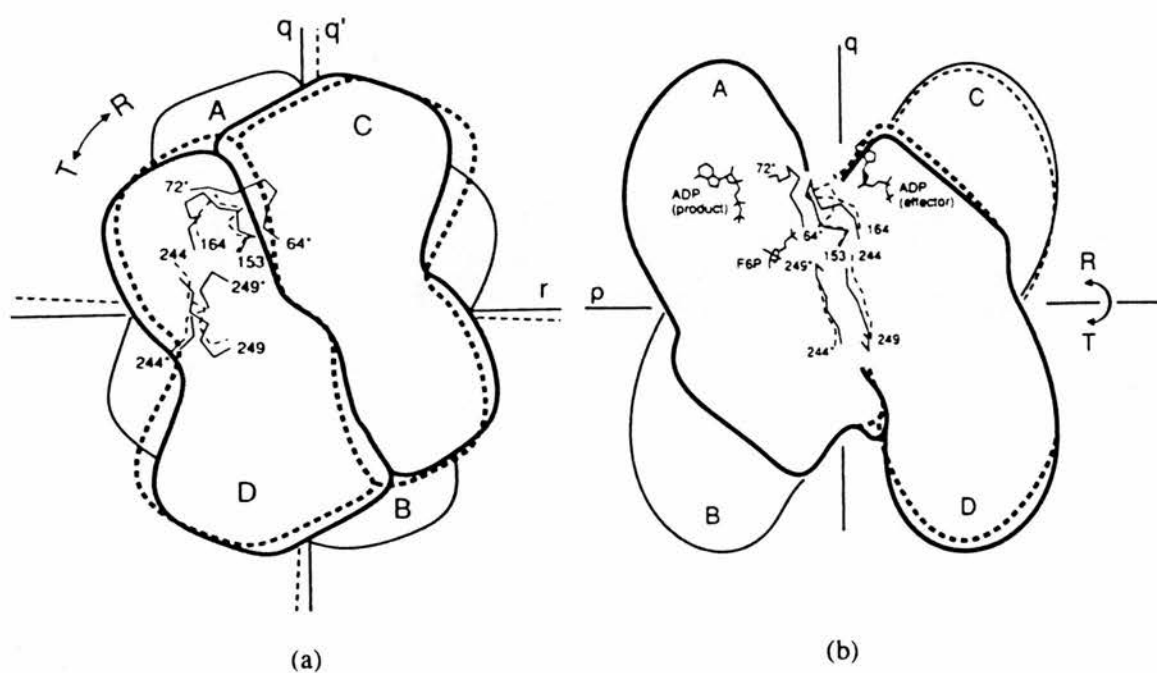 q q'
R
T
A
C
72*
164
64*
244
153
249*
r
244*
249
D
B
(a)
q
A
C
72*
ADP
(product)
ADP
(effector)
64*
164
F6P
249*
153
244
R
p
T
244*
249
B
D
(b)